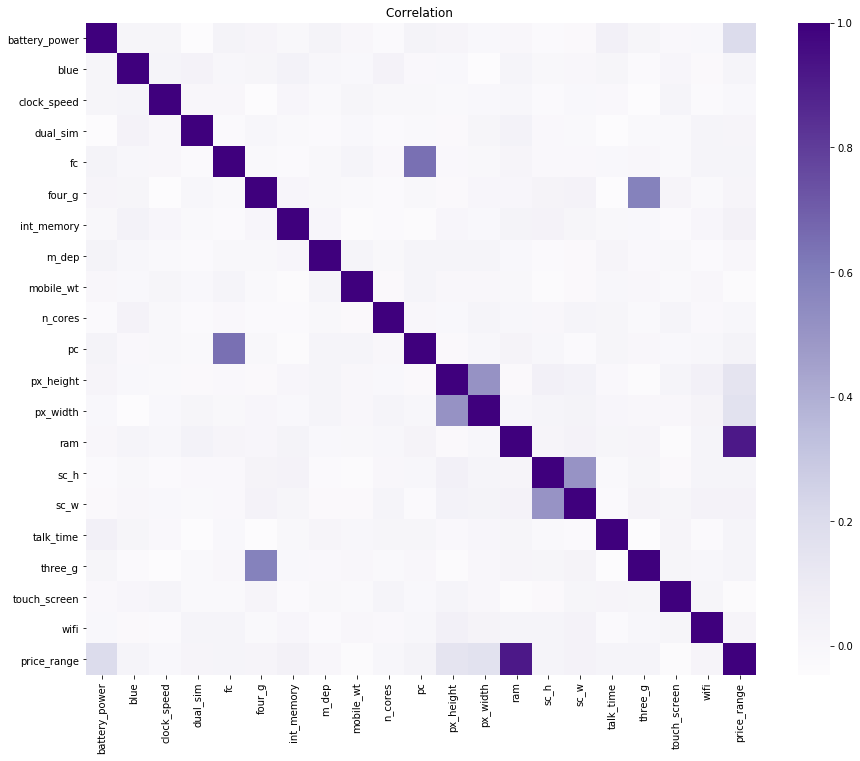 Correlation
battery_power
blue
clock_speed
dual_sim
fc
four_g
int_memory
m_dep
mobile_wt
n_cores
pc
px_height
px_width
ram
sc_h
sc_w
talk_time
three_g
touch_screen
wifi
price_range
battery_power
blue
clock_speed
dual_sim
fc
four_g
int_memory
m_dep
mobile_wt
n_cores
pc
px_height
px_width
ram
sc_h
sc_w
talk_time
three_g
touch_screen
wifi
price_range
1.0
0.8
0.6
0.4
0.2
0.0